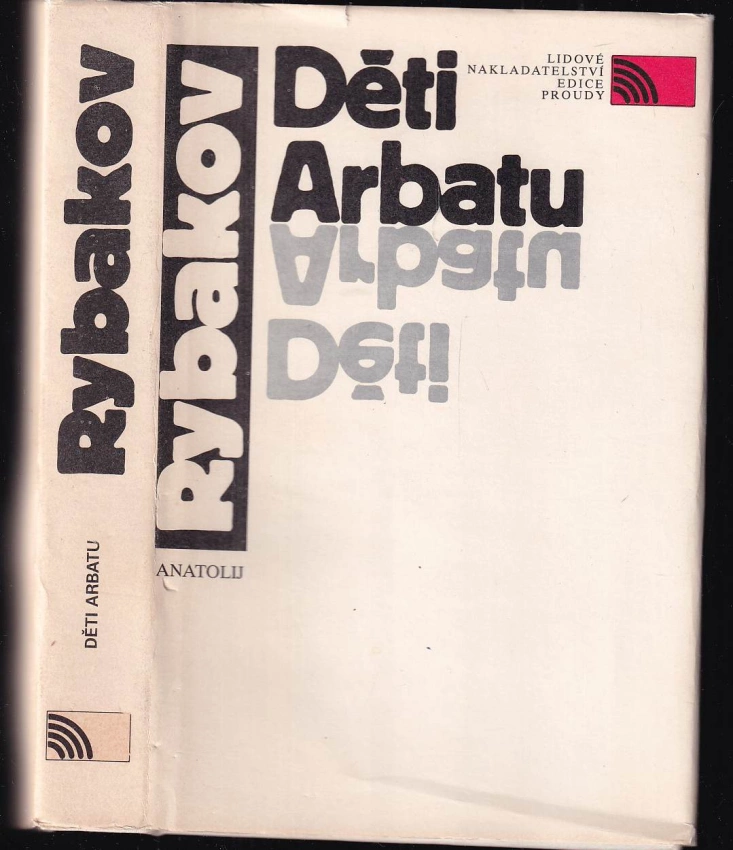 Rybakov
DĚTI ARBATU
Rybakov
ANATOLIJ
Děti
Arbatu
Arbatu
Děti
LIDOVÉ
NAKLADATELSTVÍ
EDICE
PROUDY